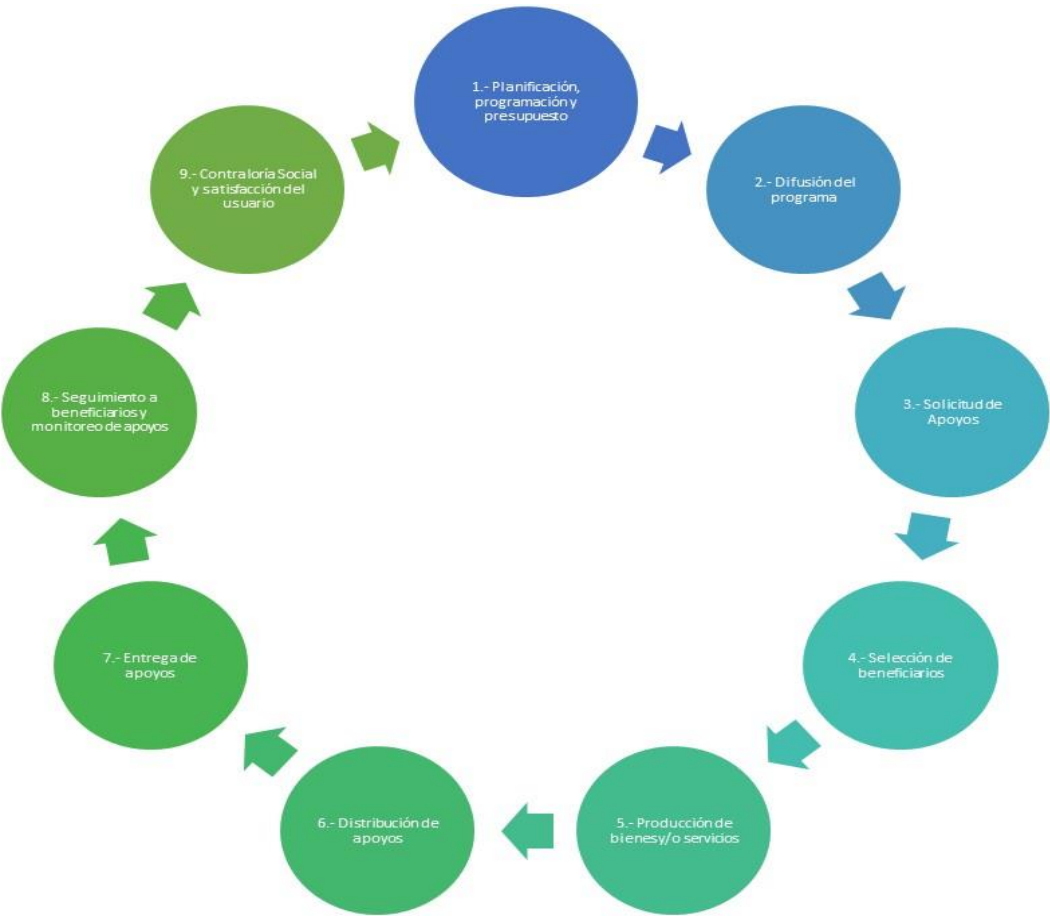 1.- Planificación,
programación y
presupuesto
2.- Difusión del
programa
3.- Solicitud de
Apoyos
4.- Selección de
beneficiarios
5.- Producción de
bienesy/o servicios
6.- Distribución de
apoyos
7.- Entrega de
apoyos
8.- Seguimiento a
beneficiarios y
monitoreo de apoyos
9.- Contraloría Social
y satisfacción del
usuario